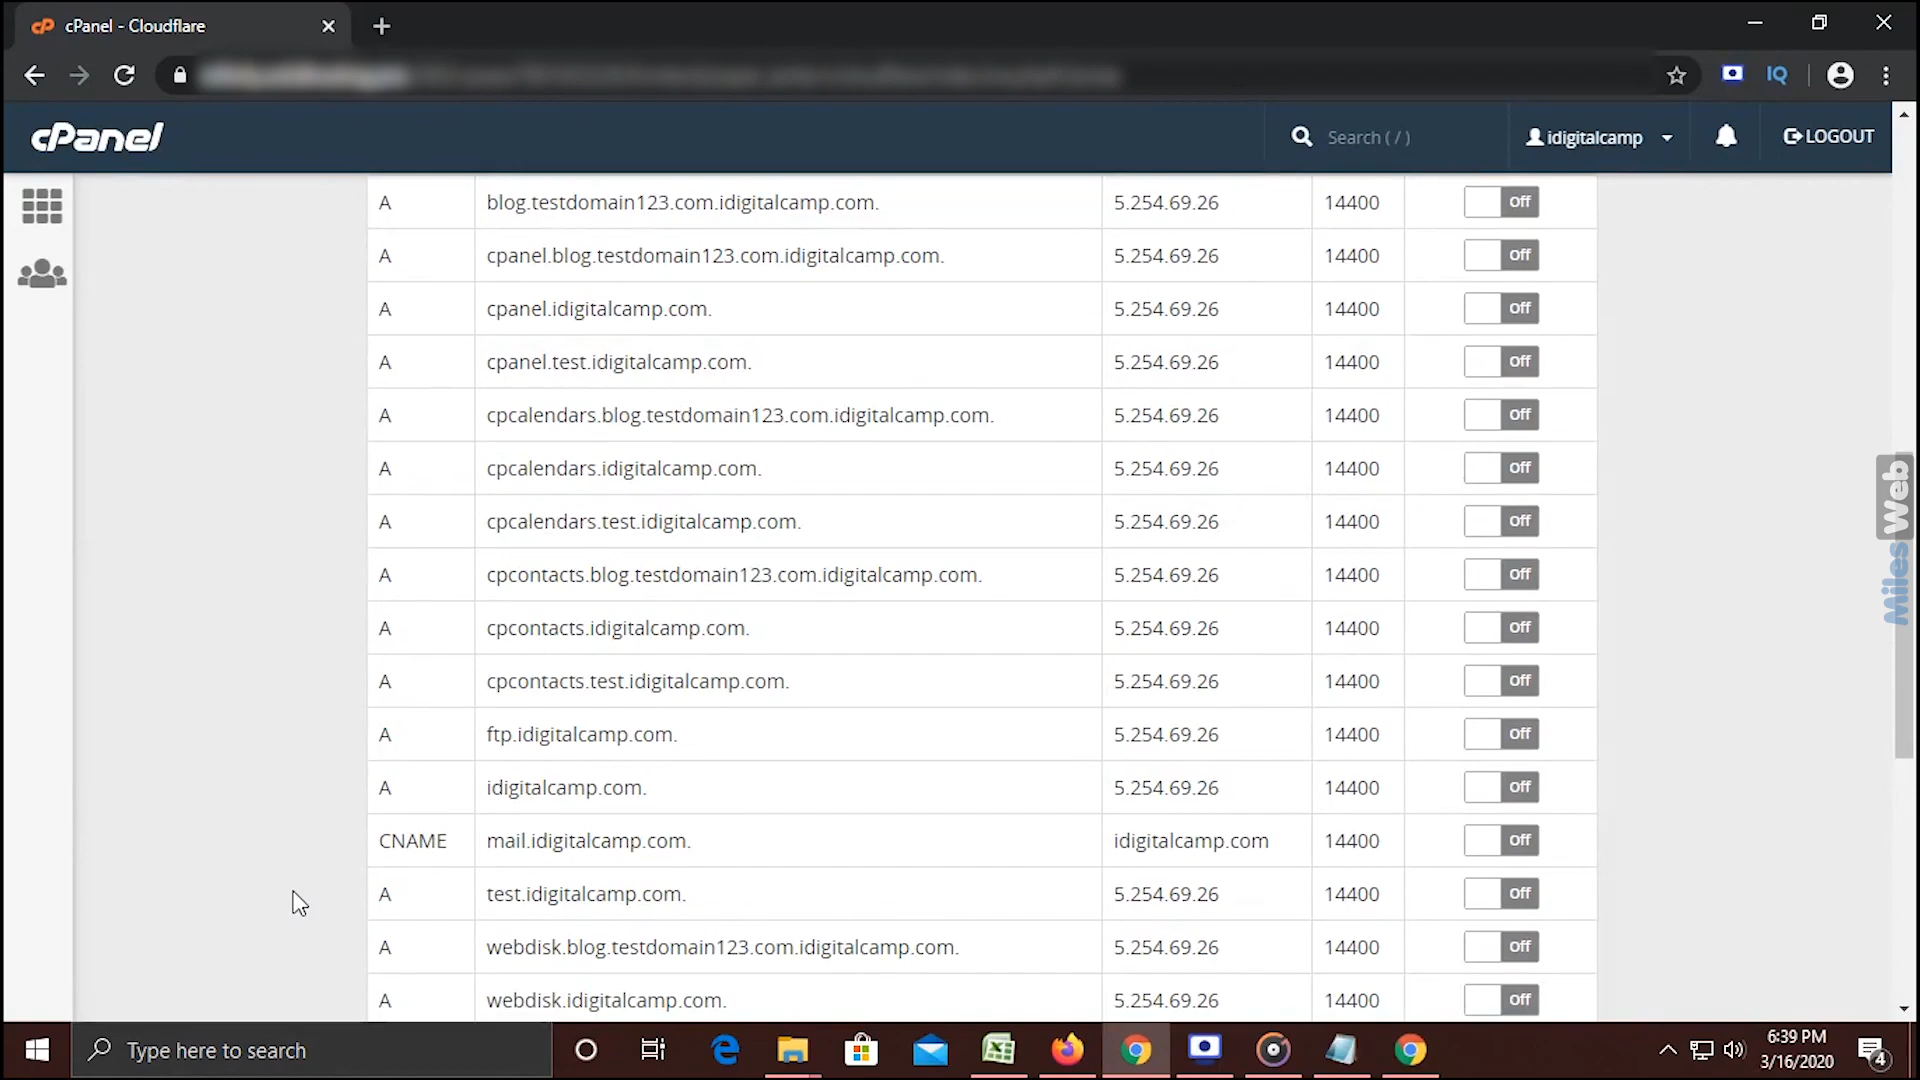 cPanel - Cloudflare
IQ
cPanel
Search ( / )
idigitalcamp
LOGOUT
A blog.testdomain123.com.idigitalcamp.com. 5.254.69.26 14400 Off
A cpanel.blog.testdomain123.com.idigitalcamp.com. 5.254.69.26 14400 Off
A cpanel.idigitalcamp.com. 5.254.69.26 14400 Off
A cpanel.test.idigitalcamp.com. 5.254.69.26 14400 Off
A cpcalendars.blog.testdomain123.com.idigitalcamp.com. 5.254.69.26 14400 Off
A cpcalendars.idigitalcamp.com. 5.254.69.26 14400 Off
A cpcalendars.test.idigitalcamp.com. 5.254.69.26 14400 Off
A cpcontacts.blog.testdomain123.com.idigitalcamp.com. 5.254.69.26 14400 Off
A cpcontacts.idigitalcamp.com. 5.254.69.26 14400 Off
A cpcontacts.test.idigitalcamp.com. 5.254.69.26 14400 Off
A ftp.idigitalcamp.com. 5.254.69.26 14400 Off
A idigitalcamp.com. 5.254.69.26 14400 Off
CNAME mail.idigitalcamp.com. idigitalcamp.com 14400 Off
A test.idigitalcamp.com. 5.254.69.26 14400 Off
A webdisk.blog.testdomain123.com.idigitalcamp.com. 5.254.69.26 14400 Off
A webdisk.idigitalcamp.com. 5.254.69.26 14400 Off
MilesWeb
Type here to search
6:39 PM
3/16/2020
4